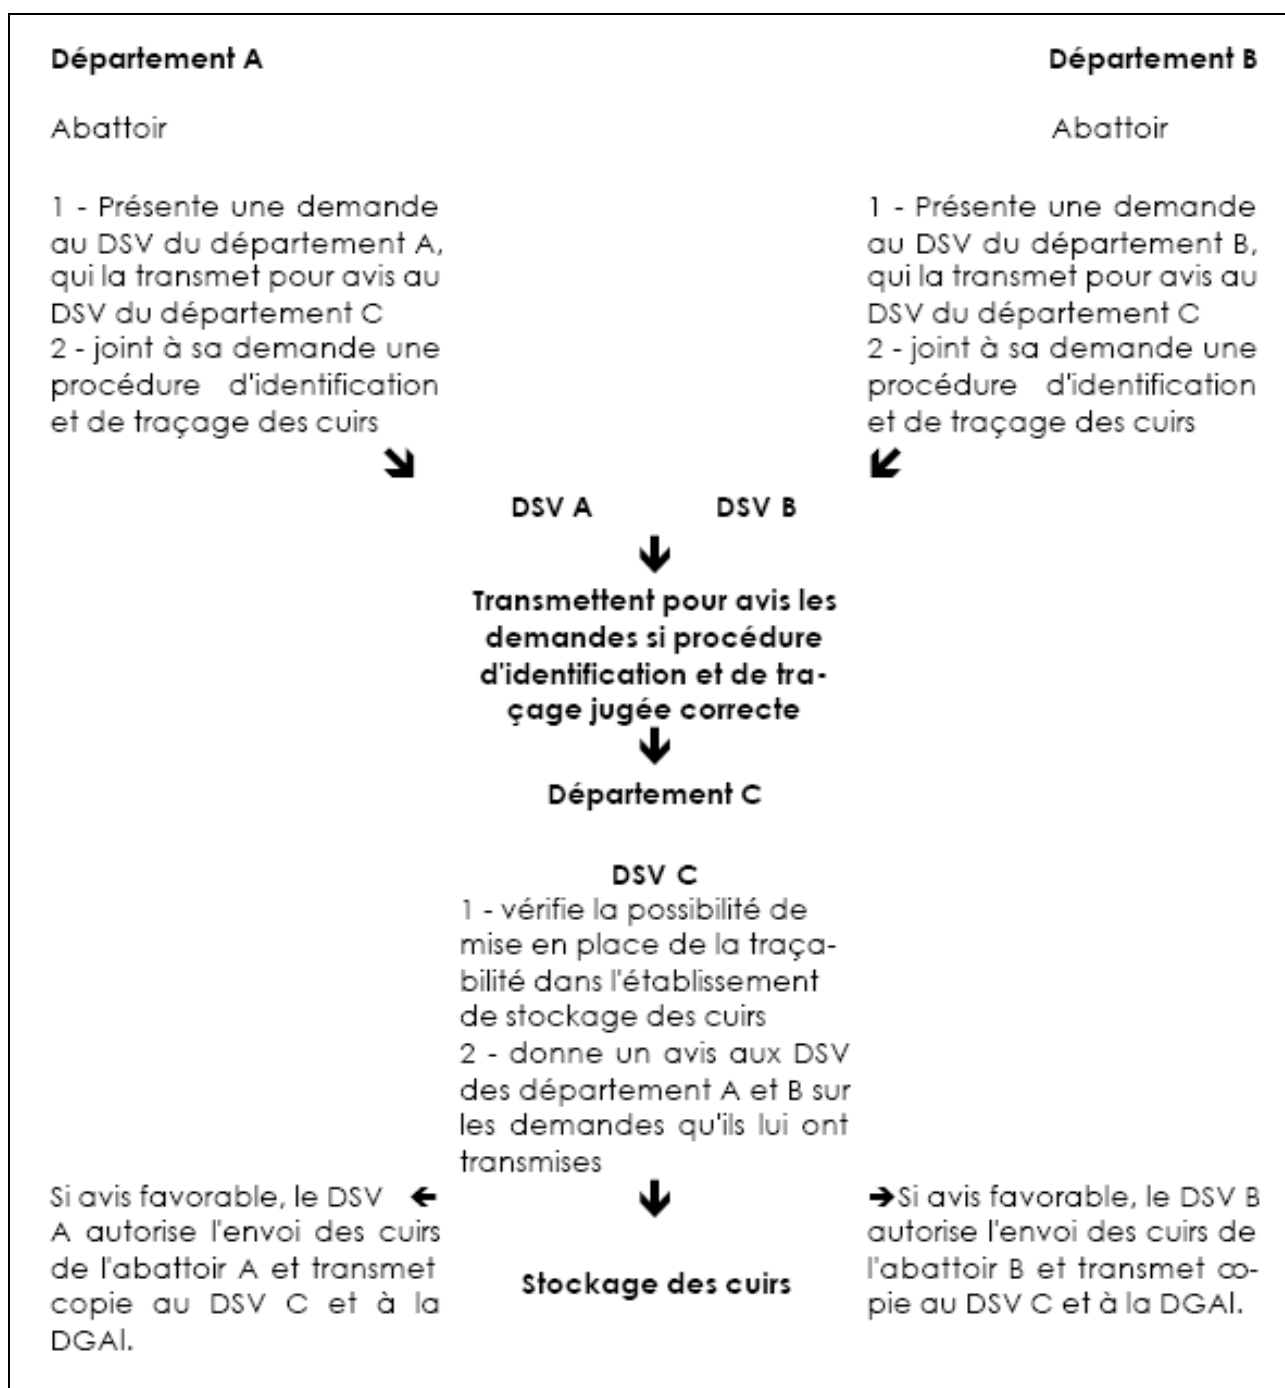 Département A
Département B
Abattoir
Abattoir
1 - Présente une demande
au DSV du département A,
qui la transmet pour avis au
DSV du département C
2 - joint à sa demande une
procédure d'identification
et de traçage des cuirs
1 - Présente une demande
au DSV du département B,
qui la transmet pour avis au
DSV du département C
2 - joint à sa demande une
procédure d'identification
et de traçage des cuirs
DSV A
DSV B
Transmettent pour avis les
demandes si procédure
d'identification et de tra-
çage jugée correcte
Département C
DSV C
1 - vérifie la possibilité de
mise en place de la traça-
bilité dans l'établissement
de stockage des cuirs
2 - donne un avis aux DSV
des département A et B sur
les demandes qu'ils lui ont
transmises
Si avis favorable, le DSV
A autorise l'envoi des cuirs
de l'abattoir A et transmet
copie au DSV C et à la
DGAl.
Stockage des cuirs
Si avis favorable, le DSV B
autorise l'envoi des cuirs de
l'abattoir B et transmet co-
pie au DSV C et à la DGAl.